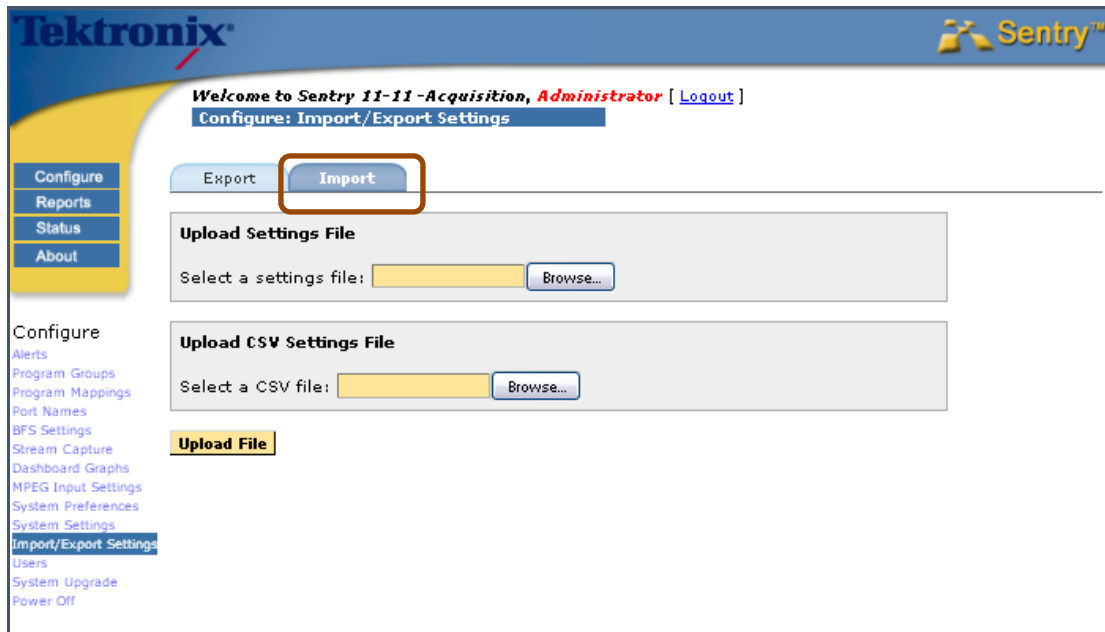 Tektronix®
Sentry™
Welcome to Sentry 11-11 -Acquisition, Administrator [ Logout ]
Configure: Import/Export Settings
Configure
Reports
Status
About
Export
Import
Upload Settings File
Select a settings file:
Browse...
Upload CSV Settings File
Select a CSV file:
Browse...
Upload File
Configure
Alerts
Program Groups
Program Mappings
Port Names
BFS Settings
Stream Capture
Dashboard Graphs
MPEG Input Settings
System Preferences
System Settings
Import/Export Settings
Users
System Upgrade
Power Off